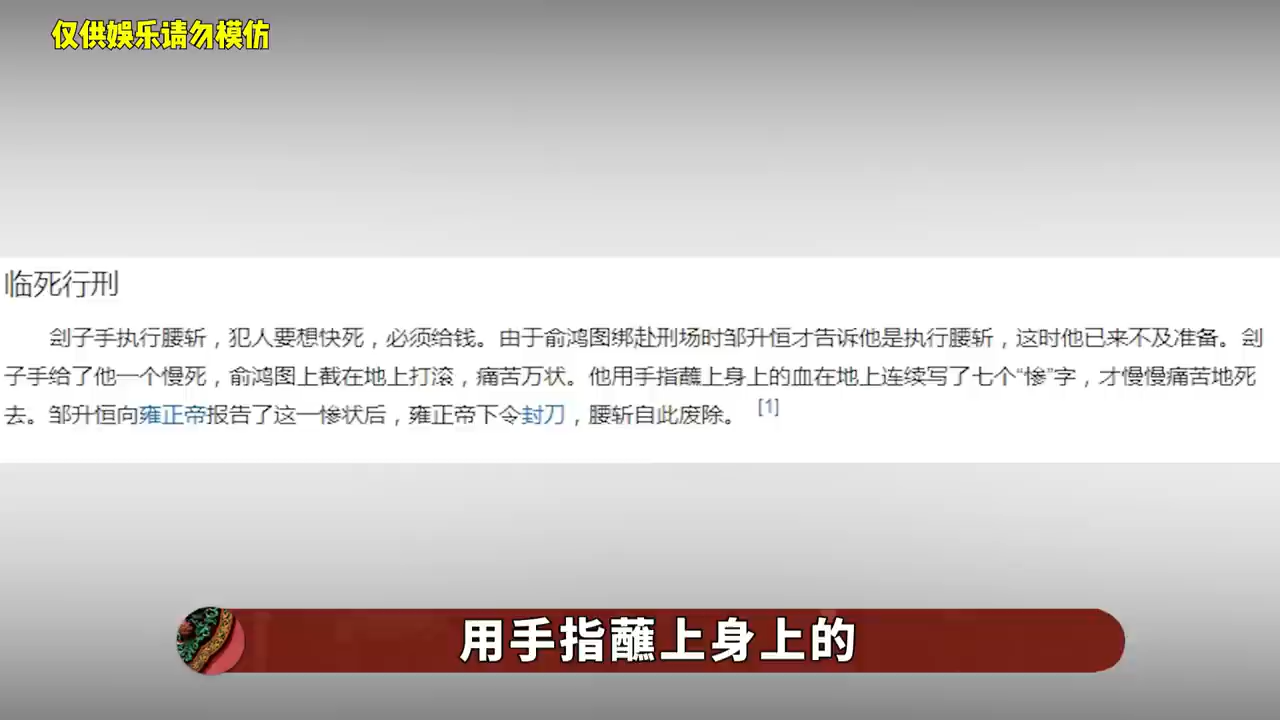 仅供娱乐请勿模仿
临死行刑
刽子手执行腰斩，犯人要想快死，必须给钱。由于俞鸿图绑赴刑场时邹升恒才告诉他是执行腰斩，这时他已来不及准备。刽
子手给了他一个慢死，俞鸿图上截在地上打滚，痛苦万状。他用手指蘸上身上的血在地上连续写了七个“惨”字，才慢慢痛苦地死
去。邹升恒向雍正帝报告了这一惨状后，雍正帝下令封刀，腰斩自此废除。 [1]
用手指蘸上身上的